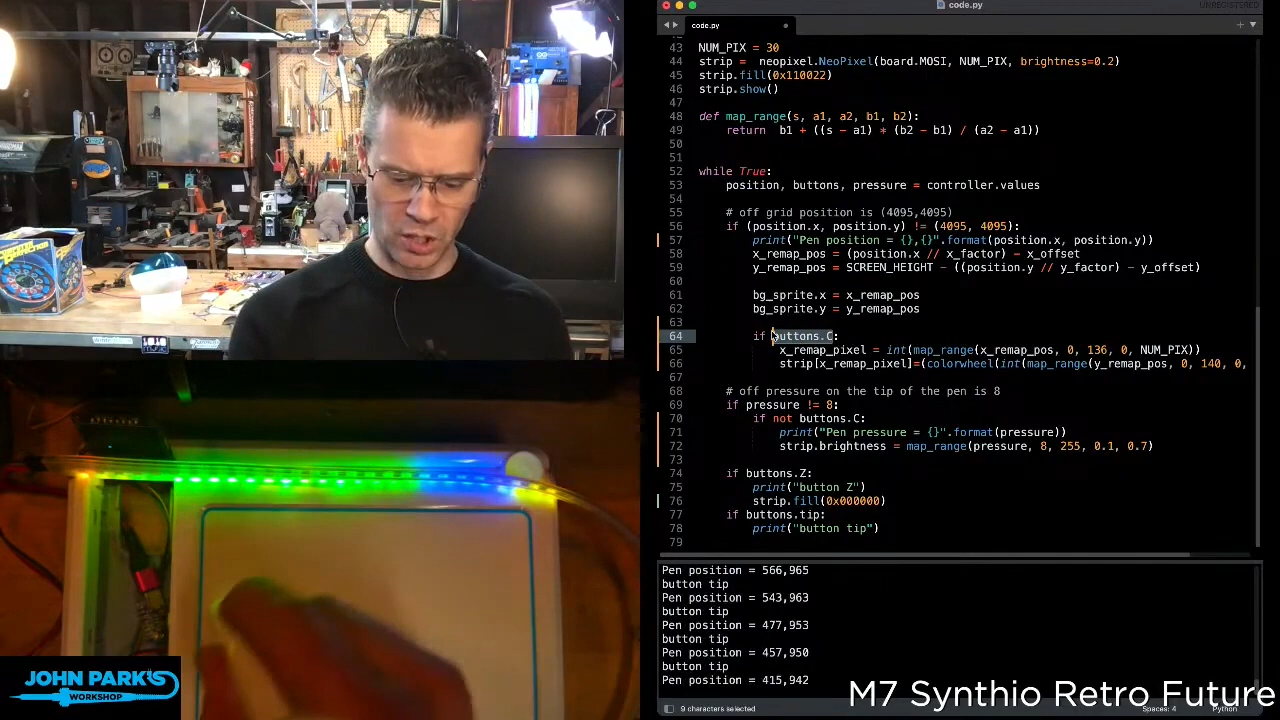 code.py
UNREGISTERED
code.py
43 NUM_PIX = 30
44 strip = neopixel.NeoPixel(board.MOSI, NUM_PIX, brightness=0.2)
45 strip.fill(0x110022)
46 strip.show()
47
48 def map_range(s, a1, a2, b1, b2):
49 return b1 + ((s - a1) * (b2 - b1) / (a2 - a1))
50
51
52 while True:
53 position, buttons, pressure = controller.values
54
55 # off grid position is (4095,4095)
56 if (position.x, position.y) != (4095, 4095):
57 print("Pen position = {},{}".format(position.x, position.y))
58 x_remap_pos = (position.x // x_factor) - x_offset
59 y_remap_pos = SCREEN_HEIGHT - ((position.y // y_factor) - y_offset)
60
61 bg_sprite.x = x_remap_pos
62 bg_sprite.y = y_remap_pos
63
64 if buttons.C:
65 x_remap_pixel = int(map_range(x_remap_pos, 0, 136, 0, NUM_PIX))
66 strip[x_remap_pixel]=(colorwheel(int(map_range(y_remap_pos, 0, 140, 0,
67
68 # off pressure on the tip of the pen is 8
69 if pressure != 8:
70 if not buttons.C:
71 print("Pen pressure = {}".format(pressure))
72 strip.brightness = map_range(pressure, 8, 255, 0.1, 0.7)
73
74 if buttons.Z:
75 print("button Z")
76 strip.fill(0x000000)
77 if buttons.tip:
78 print("button tip")
79
Pen position = 566,965
button tip
Pen position = 543,963
button tip
Pen position = 477,953
button tip
Pen position = 457,950
button tip
Pen position = 415,942
9 characters selected
Spaces: 4
Python
JOHN PARK'S
WORKSHOP
M7 Synthio Retro Future